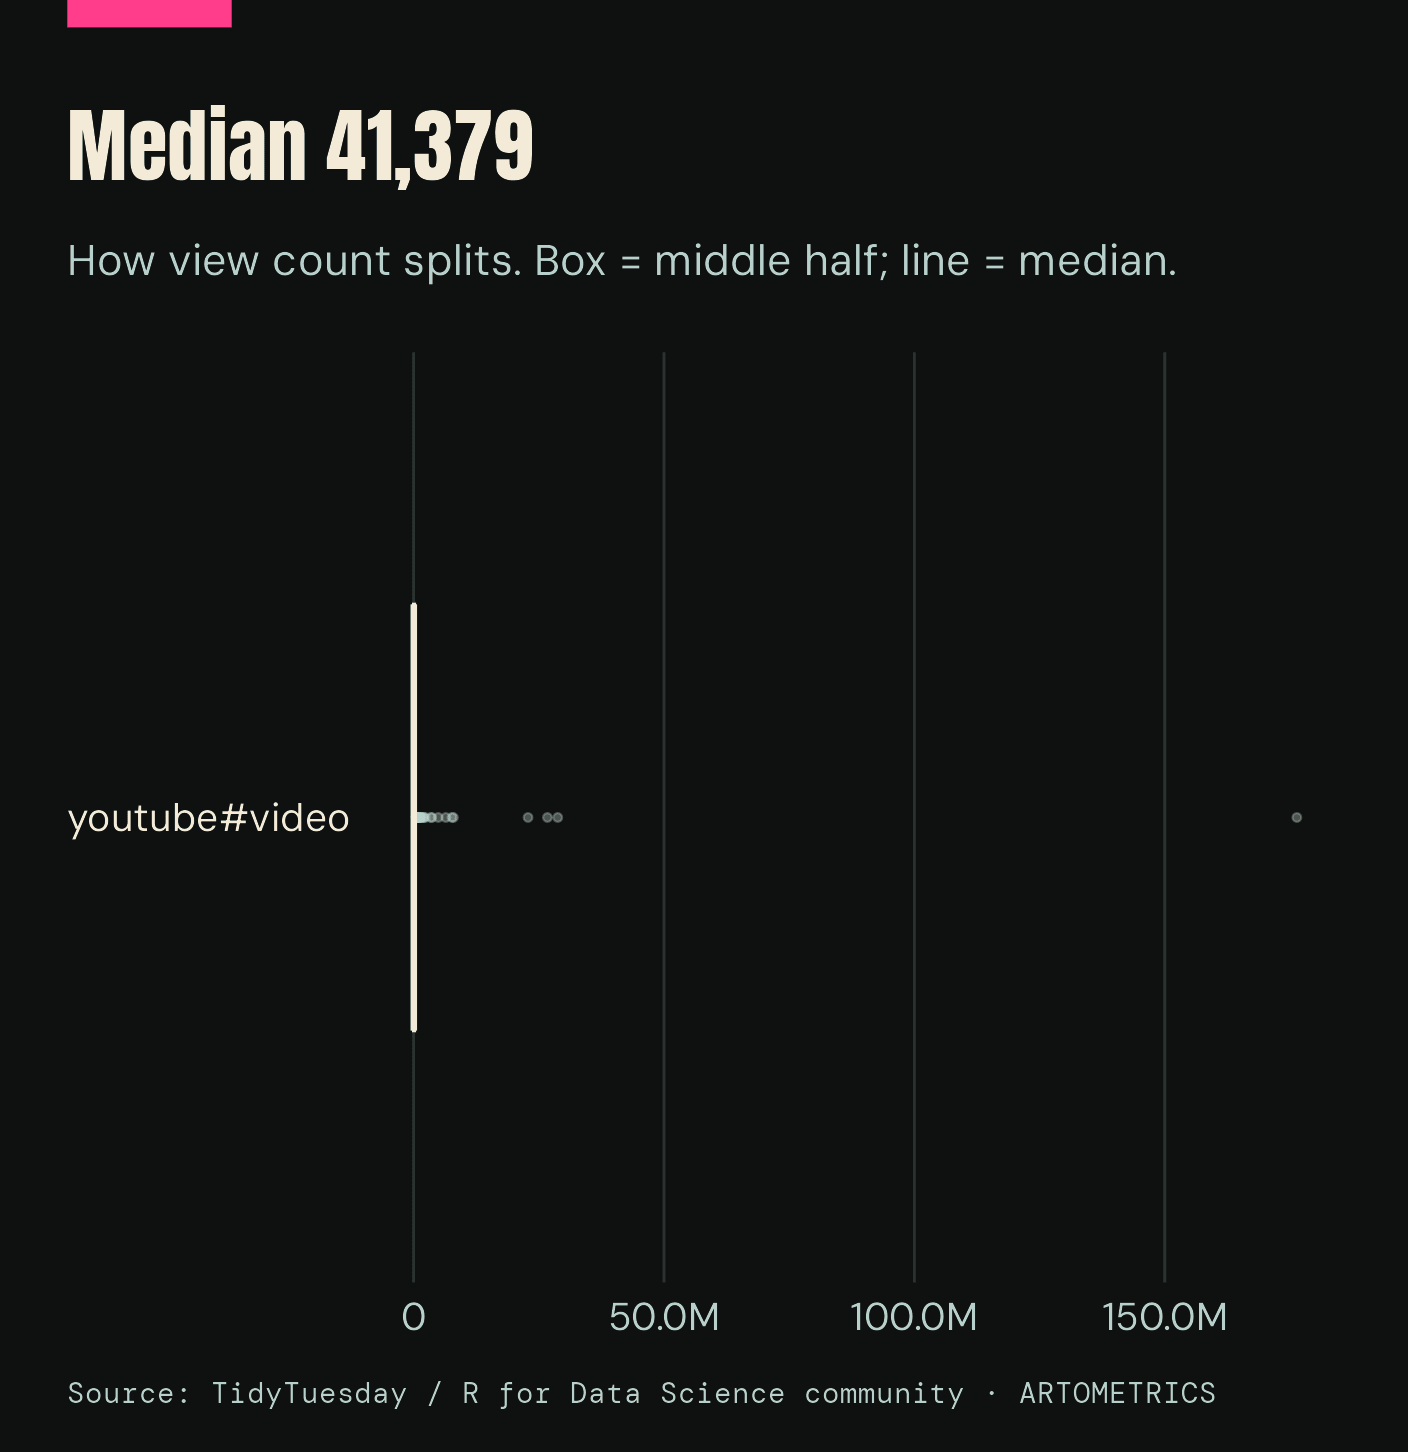 Median 41,379
How view count splits. Box = middle half; line = median.
youtube#video
0 50.0M 100.0M 150.0M
Source: TidyTuesday / R for Data Science community · ARTOMETRICS